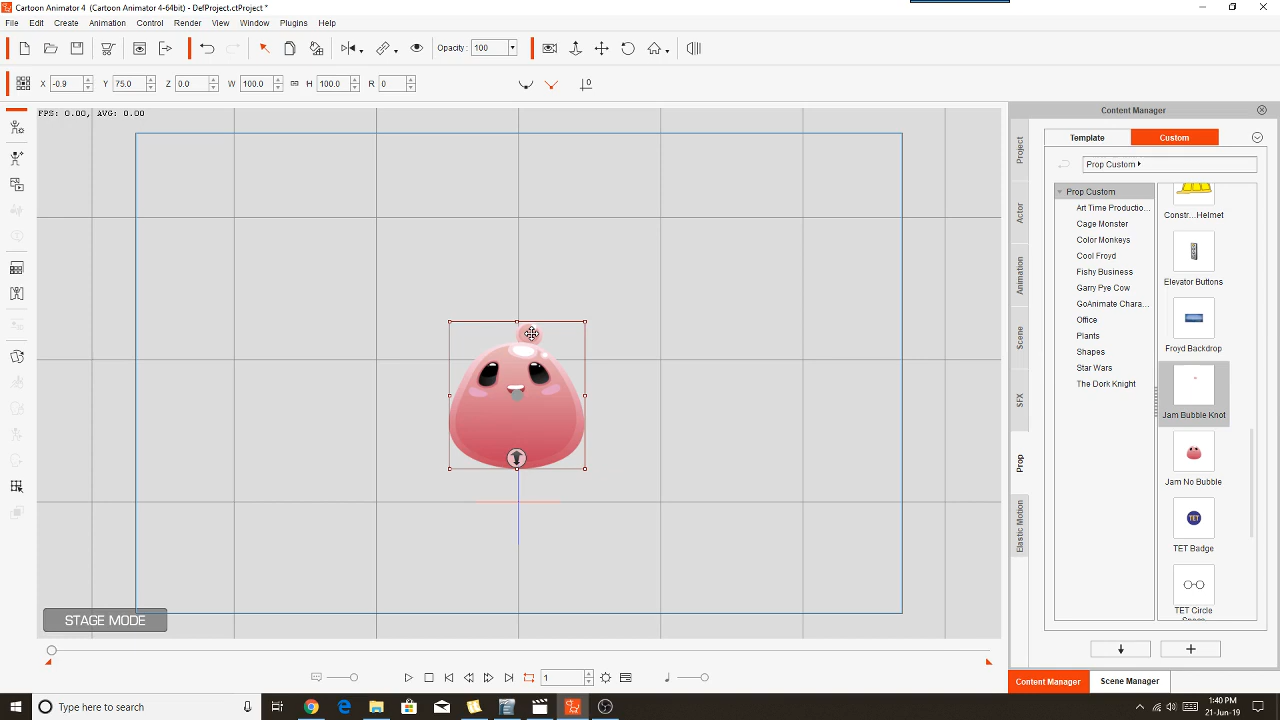 Cartoon Animator 4 (Cartoon Animator 4-64bit) - DefProject.ctProject *
File Edit Create Animation Control Render View Window Plugins Help
Opacity: 100
X -0.9 Y 75.0 Z 0.0 W 100.0 H 100.0 R 0
FPS: 0.00, AVG: 0.00
Content Manager
Template Custom
Prop Custom
Project
Actor
Animation
Scene
SFX
Prop
Elastic Motion
Prop Custom
Art Time Productio...
Cage Monster
Color Monkeys
Cool Froyd
Fishy Business
Garry Pye Cow
GoAnimate Chara...
Office
Plants
Shapes
Star Wars
The Dork Knight
Constr...Helmet
Elevator Buttons
Froyd Backdrop
Jam Bubble Knot
Jam No Bubble
TET
TET Badge
TET Circle
STAGE MODE
1
Content Manager Scene Manager
Type here to search
1:40 PM
21-Jun-19